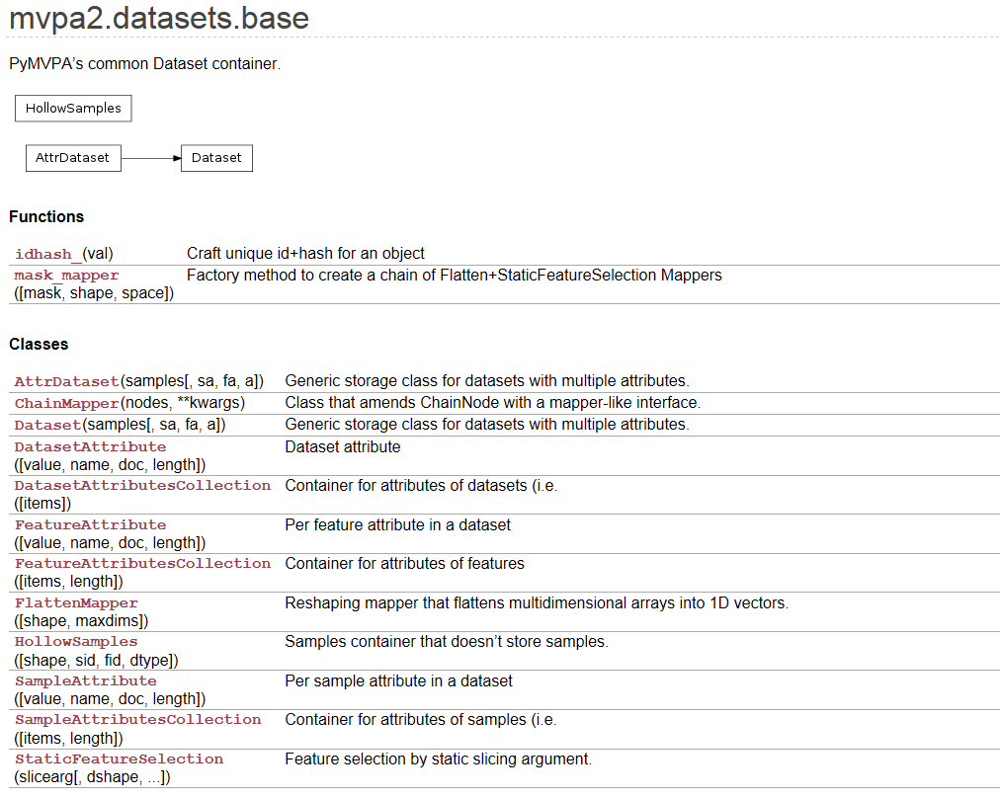 mvpa2.datasets.base
PyMVPA’s common Dataset container.
HollowSamples
AttrDataset
Dataset
Functions
idhash_(val) Craft unique id+hash for an object
mask_mapper Factory method to create a chain of Flatten+StaticFeatureSelection Mappers
([mask, shape, space])
Classes
AttrDataset(samples[, sa, fa, a]) Generic storage class for datasets with multiple attributes.
ChainMapper(nodes, **kwargs) Class that amends ChainNode with a mapper-like interface.
Dataset(samples[, sa, fa, a]) Generic storage class for datasets with multiple attributes.
DatasetAttribute Dataset attribute
([value, name, doc, length])
DatasetAttributesCollection Container for attributes of datasets (i.e.
([items])
FeatureAttribute Per feature attribute in a dataset
([value, name, doc, length])
FeatureAttributesCollection Container for attributes of features
([items, length])
FlattenMapper Reshaping mapper that flattens multidimensional arrays into 1D vectors.
([shape, maxdims])
HollowSamples Samples container that doesn’t store samples.
([shape, sid, fid, dtype])
SampleAttribute Per sample attribute in a dataset
([value, name, doc, length])
SampleAttributesCollection Container for attributes of samples (i.e.
([items, length])
StaticFeatureSelection Feature selection by static slicing argument.
(slicearg[, dshape, ...])